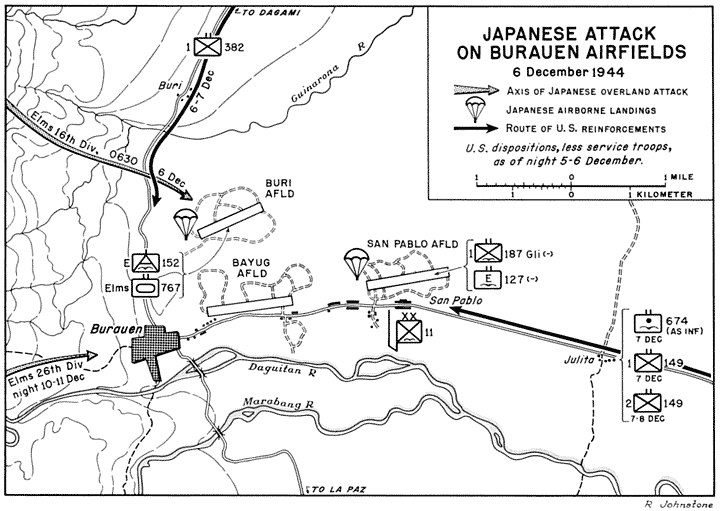 JAPANESE ATTACK
ON BURAUEN AIRFIELDS
6 December 1944
AXIS OF JAPANESE OVERLAND ATTACK
JAPANESE AIRBORNE LANDINGS
ROUTE OF U.S. REINFORCEMENTS
U.S. dispositions, less service troops,
as of night 5-6 December.
1 0 1 MILE
1 0 1 KILOMETER
TO DAGAMI
1 382
Buri
6-7 Dec
Guinarona R
Elms 16th Div. 0630
6 Dec
BURI
AFLD
E 152
Elms 767
BAYUG
AFLD
SAN PABLO AFLD
1 187 Gli (-)
E 127 (-)
San Pablo
XX
11
Burauen
Elms 26th Div
night 10-11 Dec
Daguitan R
Marabang R
Julita
674
(AS INF)
7 DEC
1 149
7 DEC
2 149
7-8 DEC
TO LA PAZ
R. Johnstone